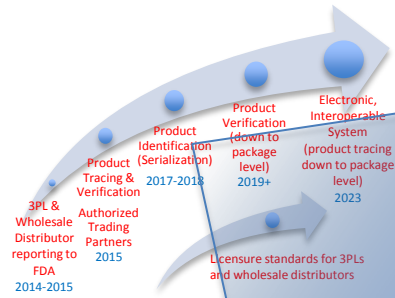 3PL &
Wholesale
Distributor
reporting to
FDA
2014-2015
Product
Tracing &
Verification
Authorized
Trading
Partners
2015
Product
Identification
(Serialization)
2017-2018
Product
Verification
(down to
package
level)
2019+
Electronic,
Interoperable
System
(product tracing
down to package
level)
2023
Licensure standards for 3PLs
and wholesale distributors